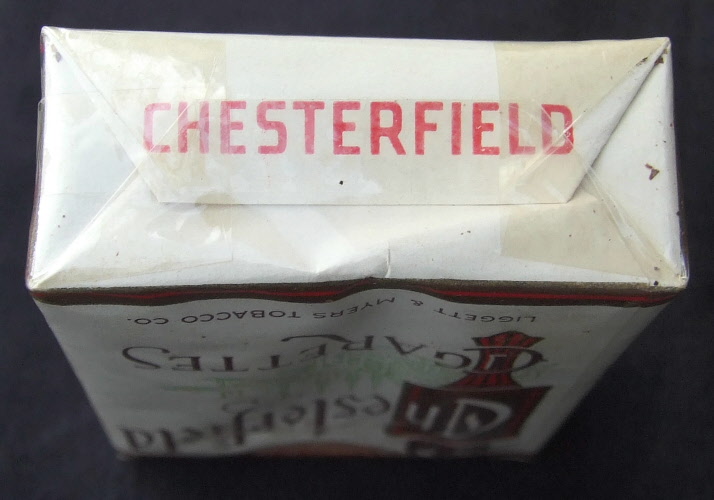 CHESTERFIELD
LIGGETT & MYERS TOBACCO CO.
CIGARETTES
Chesterfield